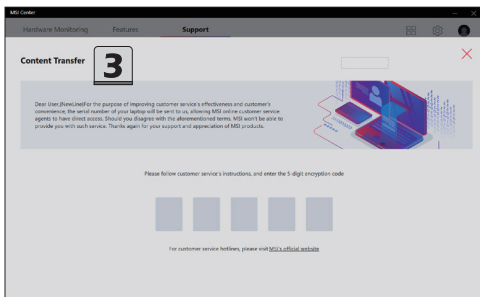 MSI Center
Hardware Monitoring Features Support
Content Transfer
3
Dear User,(NewLine)For the purpose of improving customer service's effectiveness and customer's
convenience, the serial number of your laptop will be sent to us, allowing MSI online customer service
agents to have direct access. Should you disagree with the aforementioned terms. MSI won't be able to
provide you with such service. Thanks again for your support and appreciation of MSI products.
Please follow customer service's instructions, and enter the 5-digit encryption code
For customer service hotlines, please visit MSI's official website